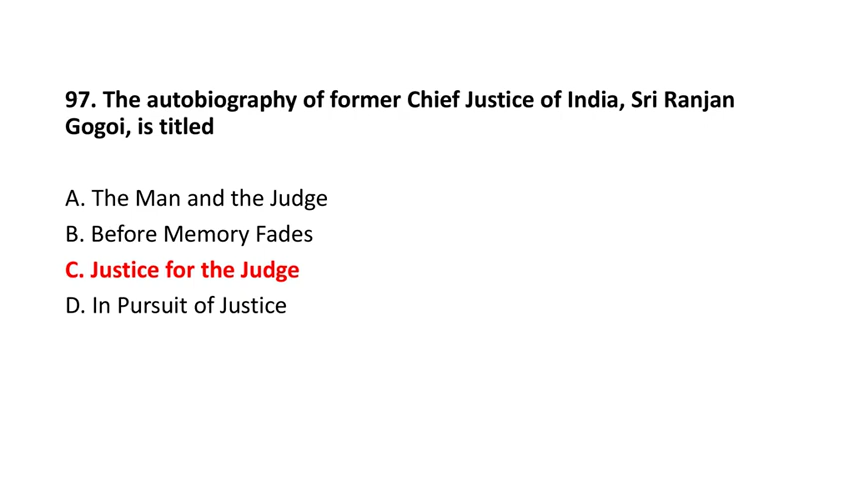 97. The autobiography of former Chief Justice of India, Sri Ranjan
Gogoi, is titled
A. The Man and the Judge
B. Before Memory Fades
C. Justice for the Judge
D. In Pursuit of Justice